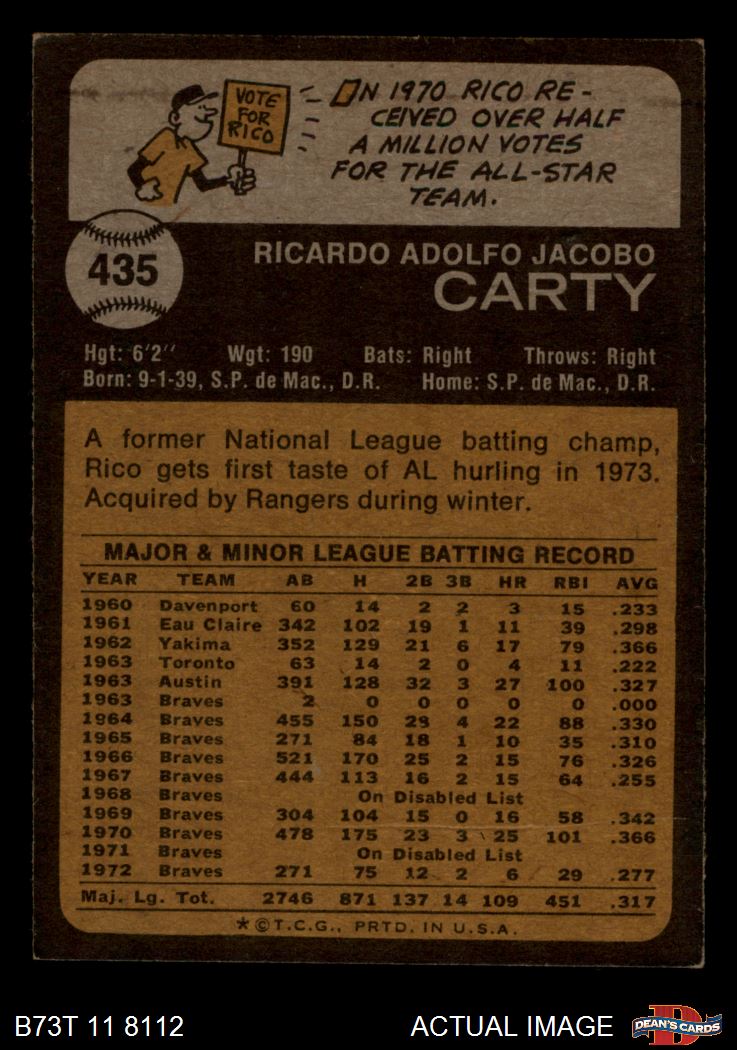 VOTE
FOR
RICO
IN 1970 RICO RE-
CEIVED OVER HALF
A MILLION VOTES
FOR THE ALL-STAR
TEAM.
435
RICARDO ADOLFO JACOBO
CARTY
Hgt: 6'2" Wgt: 190 Bats: Right Throws: Right
Born: 9-1-39, S.P. de Mac., D.R. Home: S.P. de Mac., D.R.
A former National League batting champ,
Rico gets first taste of AL hurling in 1973.
Acquired by Rangers during winter.
MAJOR & MINOR LEAGUE BATTING RECORD
YEAR TEAM AB H 2B 3B HR RBI AVG
1960 Davenport 60 14 2 2 3 15 .233
1961 Eau Claire 342 102 19 1 11 39 .298
1962 Yakima 352 129 21 6 17 79 .366
1963 Toronto 63 14 2 0 4 11 .222
1963 Austin 391 128 32 3 27 100 .327
1963 Braves 2 0 0 0 0 0 .000
1964 Braves 455 150 28 4 22 88 .330
1965 Braves 271 84 18 1 10 35 .310
1966 Braves 521 170 25 2 15 76 .326
1967 Braves 444 113 16 2 15 64 .255
1968 Braves On Disabled List
1969 Braves 304 104 15 0 16 58 .342
1970 Braves 478 175 23 3 25 101 .366
1971 Braves On Disabled List
1972 Braves 271 75 12 2 6 29 .277
Maj. Lg. Tot. 2746 871 137 14 109 451 .317
*©T.C.G., PRTD. IN U.S.A.
B73T 11 8112 ACTUAL IMAGE
DEAN'S CARDS